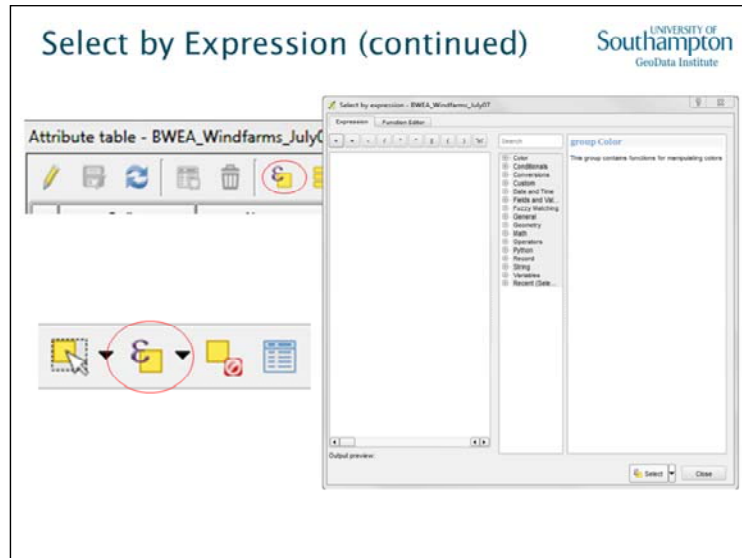 Select by Expression (continued)
UNIVERSITY OF
Southampton
GeoData Institute
Attribute table - BWEA_Windfarms_July0
ε
ε
Select by expression - BWEA_Windfarms_July07
Expression
Function Editor
Search
Color
Conditionals
Conversions
Custom
Date and Time
Fields and Val...
Fuzzy Matching
General
Geometry
Math
Operators
Python
Record
String
Variables
Recent (Sele...
group Color
This group contains functions for manipulating colors
Output preview:
Select
Close